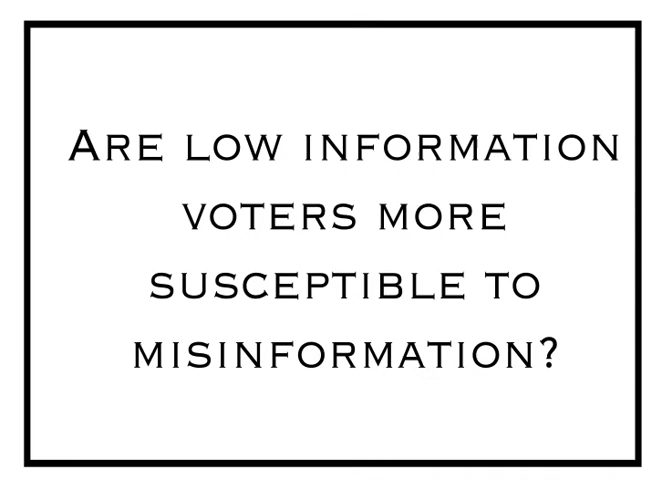 Are low information
voters more
susceptible to
misinformation?